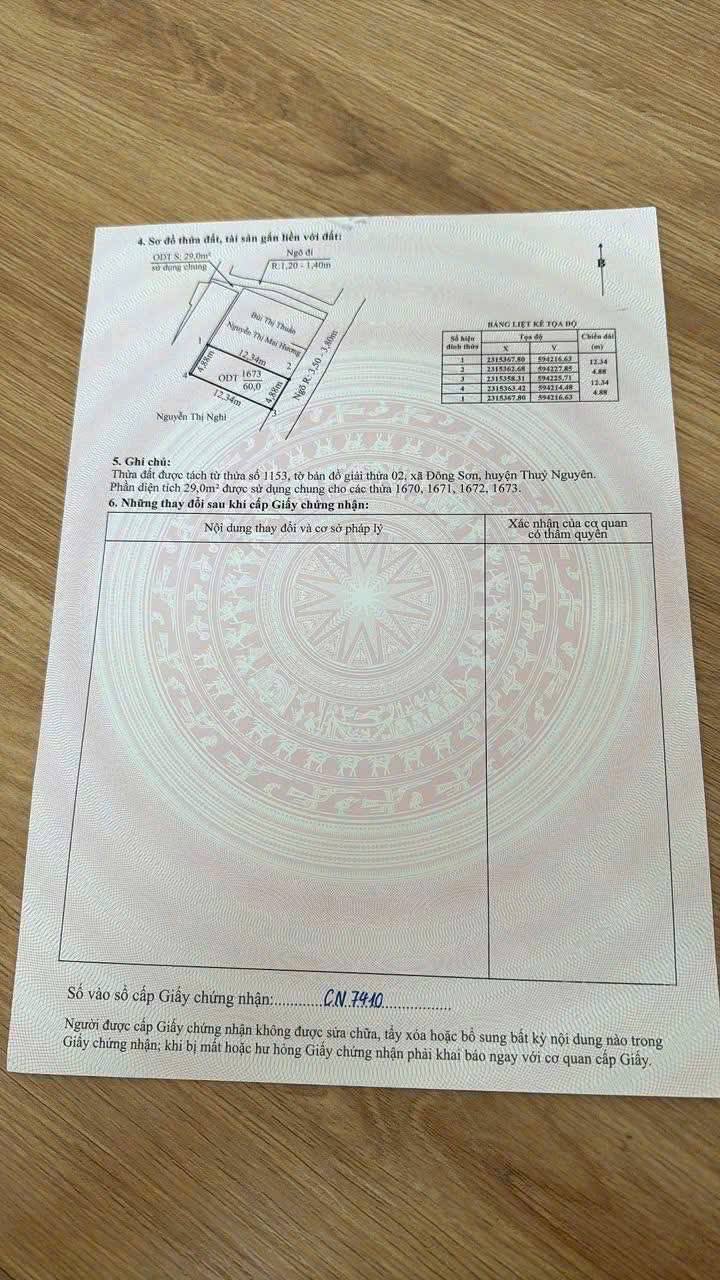 4. Sơ đồ thửa đất, tài sản gắn liền với đất:
ODT S: 29,0m²
sử dụng chung
Ngõ đi
R:1,20 - 1,40m
B
Bùi Thị Thuần
Nguyễn Thị Mai Hương
Ngõ R: 3,50 - 3,80m
1
12.34m
2
4.88m
ODT 1673
60,0
4.88m
4
12.34m
3
Nguyễn Thị Nghi
BẢNG LIỆT KÊ TỌA ĐỘ
Số hiệu đỉnh thửa Tọa độ Chiều dài (m)
X Y
1 2315367.80 594216.63
12.34
2 2315362.68 594227.85
4.88
3 2315358.31 594225.71
12.34
4 2315363.42 594214.48
4.88
1 2315367.80 594216.63
5. Ghi chú:
Thửa đất được tách từ thửa số 1153, tờ bản đồ giải thửa 02, xã Đông Sơn, huyện Thuỷ Nguyên.
Phần diện tích 29,0m² được sử dụng chung cho các thửa 1670, 1671, 1672, 1673.
6. Những thay đổi sau khi cấp Giấy chứng nhận:
Nội dung thay đổi và cơ sở pháp lý
Xác nhận của cơ quan
có thẩm quyền
Số vào sổ cấp Giấy chứng nhận:............CN.7410..................
Người được cấp Giấy chứng nhận không được sửa chữa, tẩy xóa hoặc bổ sung bất kỳ nội dung nào trong
Giấy chứng nhận; khi bị mất hoặc hư hỏng Giấy chứng nhận phải khai báo ngay với cơ quan cấp Giấy.